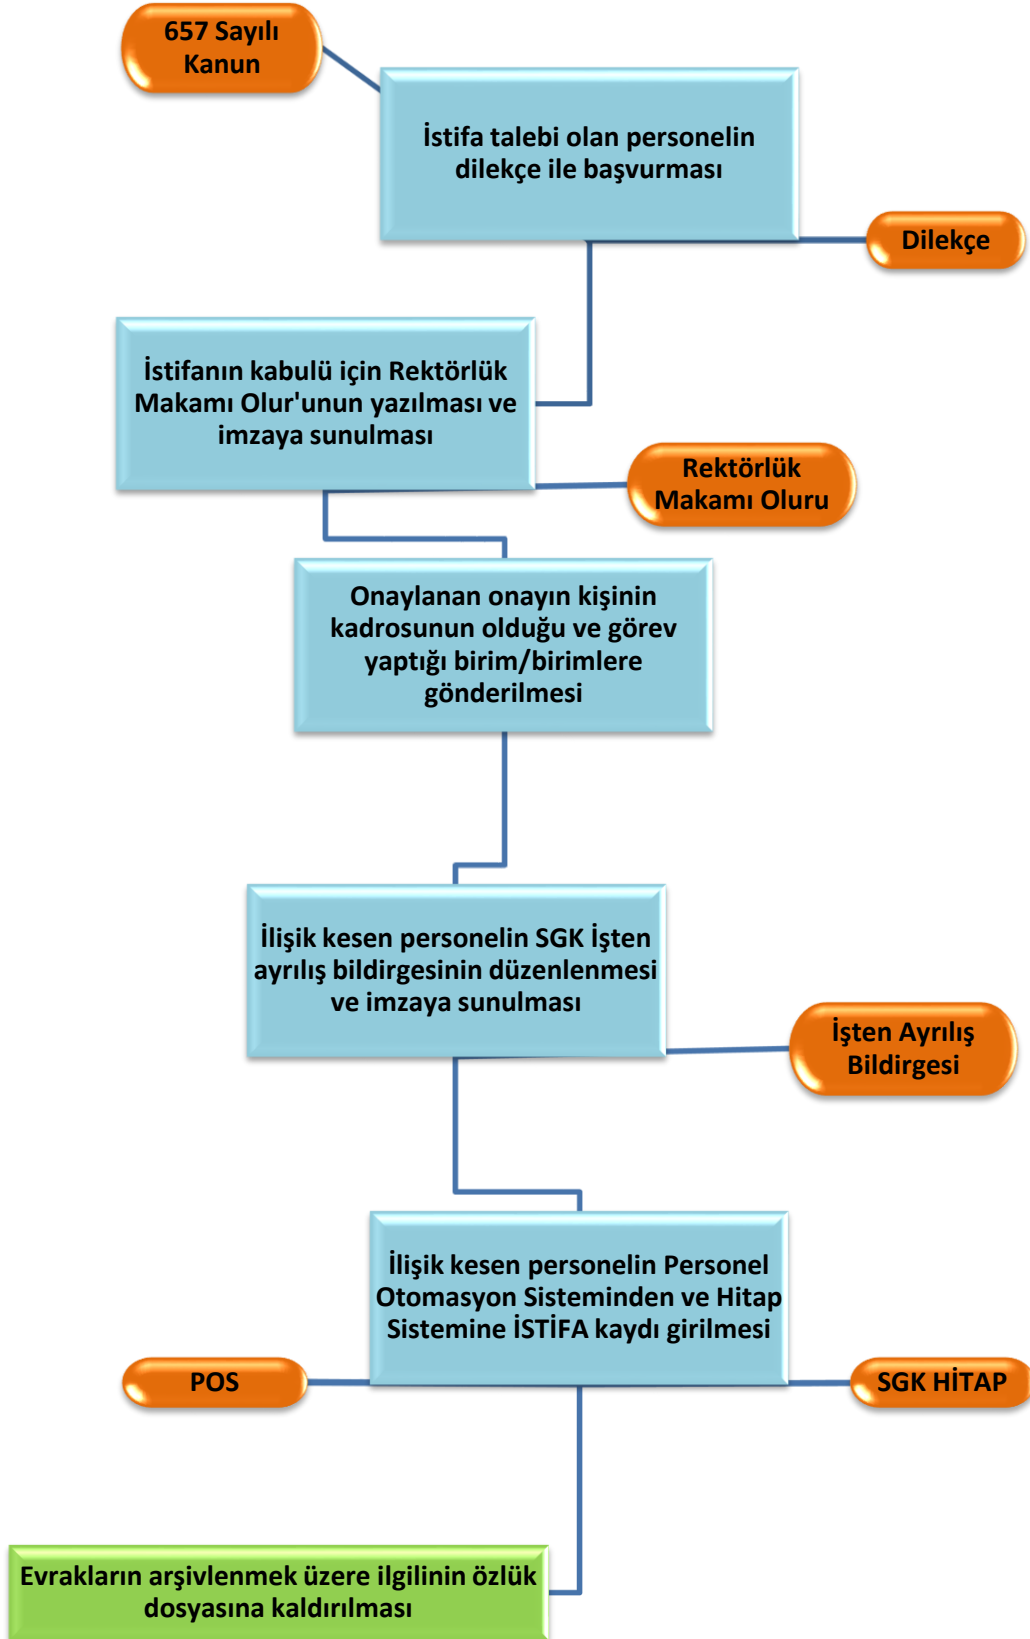 657 Sayılı
Kanun
İstifa talebi olan personelin
dilekçe ile başvurması
Dilekçe
İstifanın kabulü için Rektörlük
Makamı Olur'unun yazılması ve
imzaya sunulması
Rektörlük
Makamı Oluru
Onaylanan onayın kişinin
kadrosunun olduğu ve görev
yaptığı birim/birimlere
gönderilmesi
İlişik kesen personelin SGK İşten
ayrılış bildirgesinin düzenlenmesi
ve imzaya sunulması
İşten Ayrılış
Bildirgesi
İlişik kesen personelin Personel
Otomasyon Sisteminden ve Hitap
Sistemine İSTİFA kaydı girilmesi
POS
SGK HİTAP
Evrakların arşivlenmek üzere ilgilinin özlük
dosyasına kaldırılması